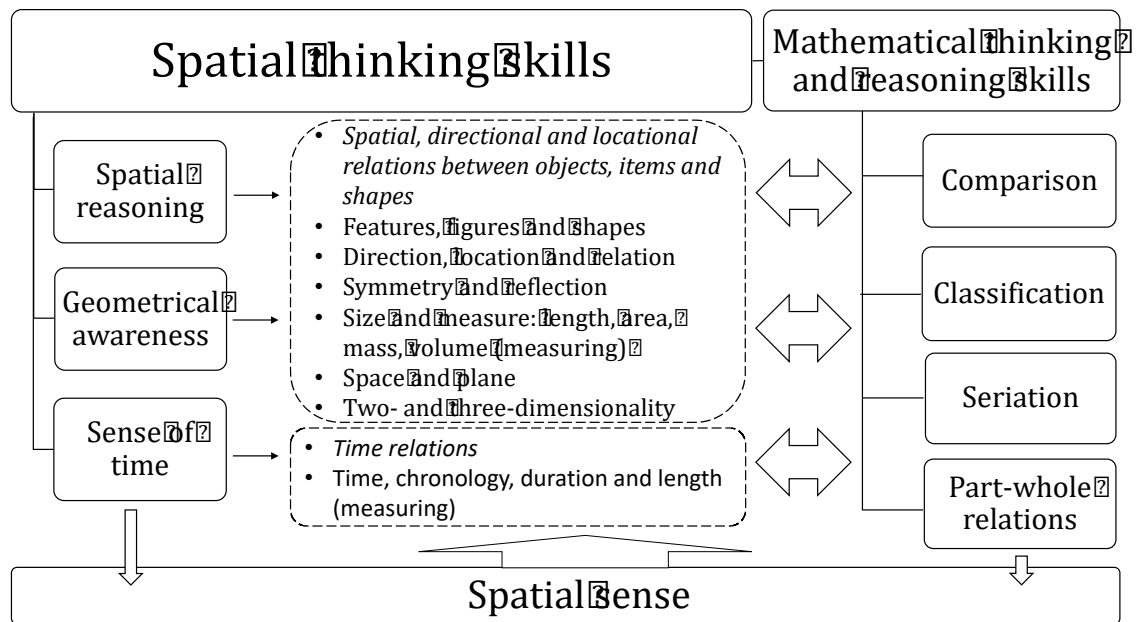 Spatial thinking skills
Mathematical thinking
and reasoning skills
Spatial
reasoning
Geometrical
awareness
Sense of
time
• Spatial, directional and locational
relations between objects, items and
shapes
• Features, figures and shapes
• Direction, location and relation
• Symmetry and reflection
• Size and measure: length, area,
mass, volume (measuring)
• Space and plane
• Two- and three-dimensionality
• Time relations
• Time, chronology, duration and length
(measuring)
Comparison
Classification
Seriation
Part-whole
relations
Spatial sense